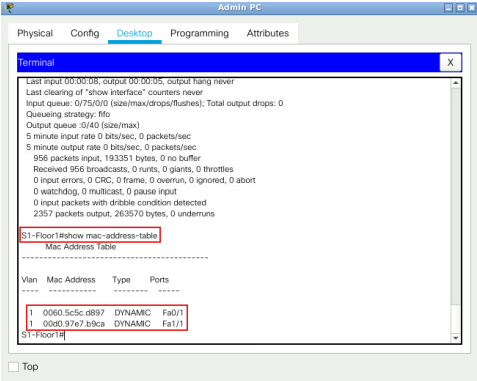 Admin PC
Physical Config Desktop Programming Attributes
Terminal X
Last input 00:00:08, output 00:00:05, output hang never
Last clearing of "show interface" counters never
Input queue: 0/75/0/0 (size/max/drops/flushes); Total output drops: 0
Queueing strategy: fifo
Output queue :0/40 (size/max)
5 minute input rate 0 bits/sec, 0 packets/sec
5 minute output rate 0 bits/sec, 0 packets/sec
956 packets input, 193351 bytes, 0 no buffer
Received 956 broadcasts, 0 runts, 0 giants, 0 throttles
0 input errors, 0 CRC, 0 frame, 0 overrun, 0 ignored, 0 abort
0 watchdog, 0 multicast, 0 pause input
0 input packets with dribble condition detected
2357 packets output, 263570 bytes, 0 underruns
S1-Floor1#show mac-address-table
Mac Address Table
-------------------------------------------
Vlan Mac Address Type Ports
---- ----------- -------- -----
1 0060.5c5c.d897 DYNAMIC Fa0/1
1 00d0.97e7.b9ca DYNAMIC Fa1/1
S1-Floor1#
Top